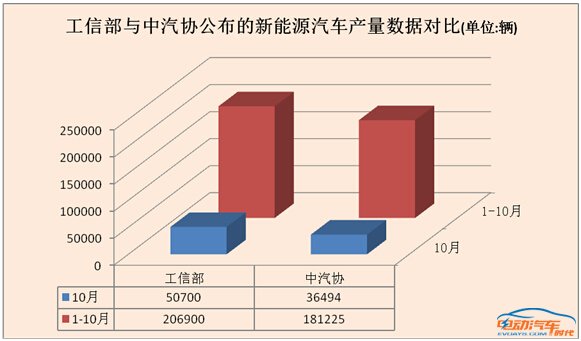 工信部与中汽协公布的新能源汽车产量数据对比(单位:辆)
250000
200000
150000
100000
50000
0
1-10月
10月
工信部 中汽协
10月 50700 36494
1-10月 206900 181225
电动汽车
EVDAYS.COM 时代